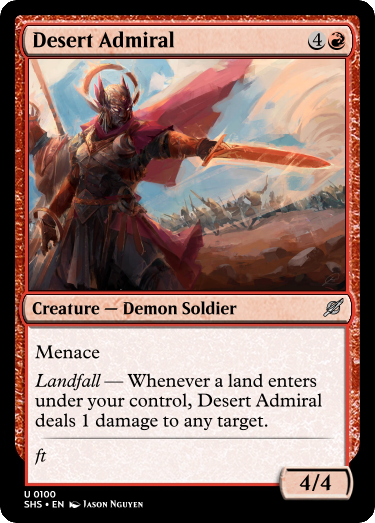 Desert Admiral 4
Creature — Demon Soldier
Menace
Landfall — Whenever a land enters
under your control, Desert Admiral
deals 1 damage to any target.
ft
4/4
U 0100
SHS • EN Jason Nguyen